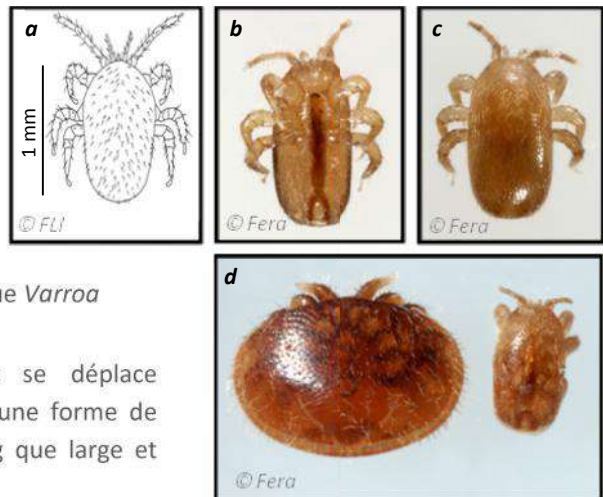 a
b
c
1 mm
© FLI
© Fera
© Fera
ue Varroa
d
se déplace
une forme de
g que large et
© Fera